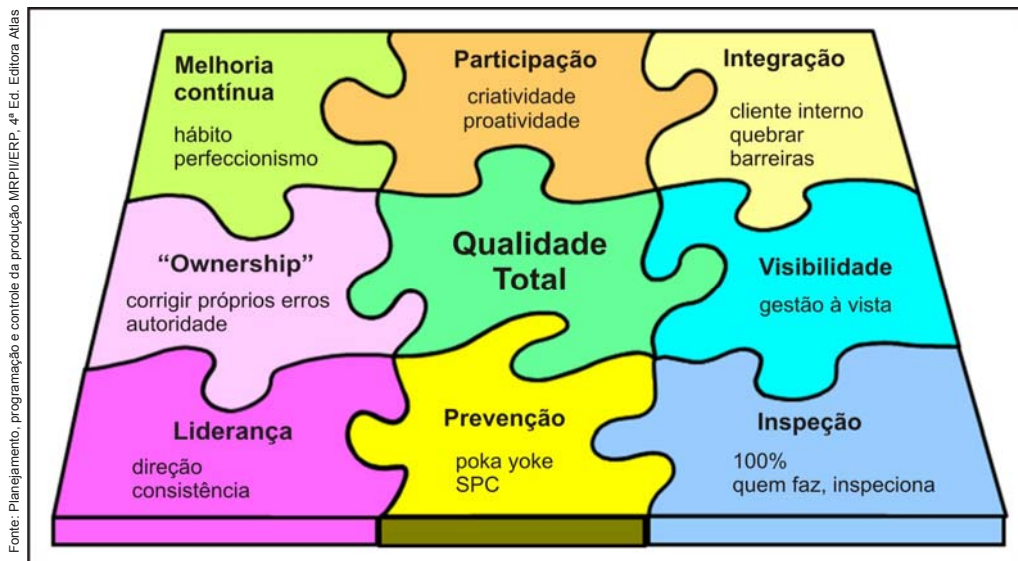 Melhoria
contínua
hábito
perfeccionismo
Participação
criatividade
proatividade
Integração
cliente interno
quebrar
barreiras
“Ownership”
corrigir próprios erros
autoridade
Qualidade
Total
Visibilidade
gestão à vista
Liderança
direção
consistência
Prevenção
poka yoke
SPC
Inspeção
100%
quem faz, inspeciona
Fonte: Planejamento, programação e controle da produção MRPII/ERP, 4ª Ed. Editora Atlas